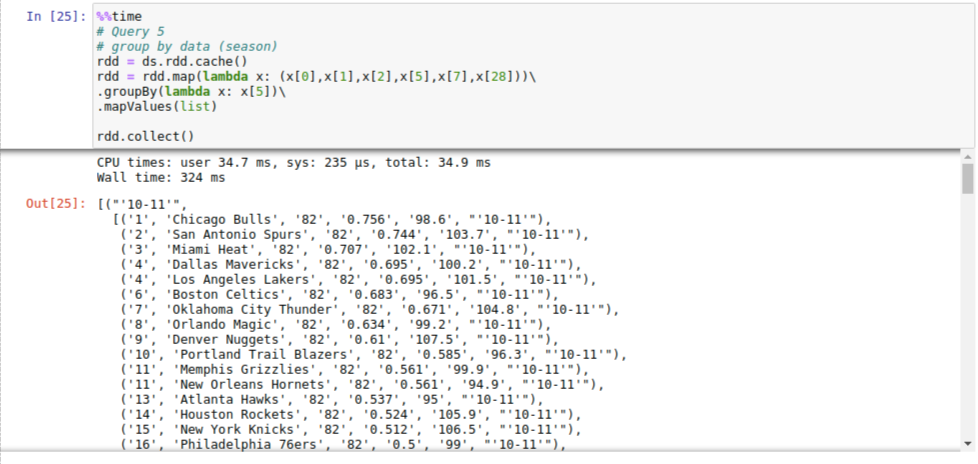 In [25]: %%time
# Query 5
# group by data (season)
rdd = ds.rdd.cache()
rdd = rdd.map(lambda x: (x[0],x[1],x[2],x[5],x[7],x[28]))\
.groupBy(lambda x: x[5])\
.mapValues(list)
rdd.collect()
CPU times: user 34.7 ms, sys: 235 µs, total: 34.9 ms
Wall time: 324 ms
Out[25]: [("'10-11'",
[('1', 'Chicago Bulls', '82', '0.756', '98.6', "'10-11'"),
('2', 'San Antonio Spurs', '82', '0.744', '103.7', "'10-11'"),
('3', 'Miami Heat', '82', '0.707', '102.1', "'10-11'"),
('4', 'Dallas Mavericks', '82', '0.695', '100.2', "'10-11'"),
('4', 'Los Angeles Lakers', '82', '0.695', '101.5', "'10-11'"),
('6', 'Boston Celtics', '82', '0.683', '96.5', "'10-11'"),
('7', 'Oklahoma City Thunder', '82', '0.671', '104.8', "'10-11'"),
('8', 'Orlando Magic', '82', '0.634', '99.2', "'10-11'"),
('9', 'Denver Nuggets', '82', '0.61', '107.5', "'10-11'"),
('10', 'Portland Trail Blazers', '82', '0.585', '96.3', "'10-11'"),
('11', 'Memphis Grizzlies', '82', '0.561', '99.9', "'10-11'"),
('11', 'New Orleans Hornets', '82', '0.561', '94.9', "'10-11'"),
('13', 'Atlanta Hawks', '82', '0.537', '95', "'10-11'"),
('14', 'Houston Rockets', '82', '0.524', '105.9', "'10-11'"),
('15', 'New York Knicks', '82', '0.512', '106.5', "'10-11'"),
('16', 'Philadelphia 76ers', '82', '0.5', '99', "'10-11'"),